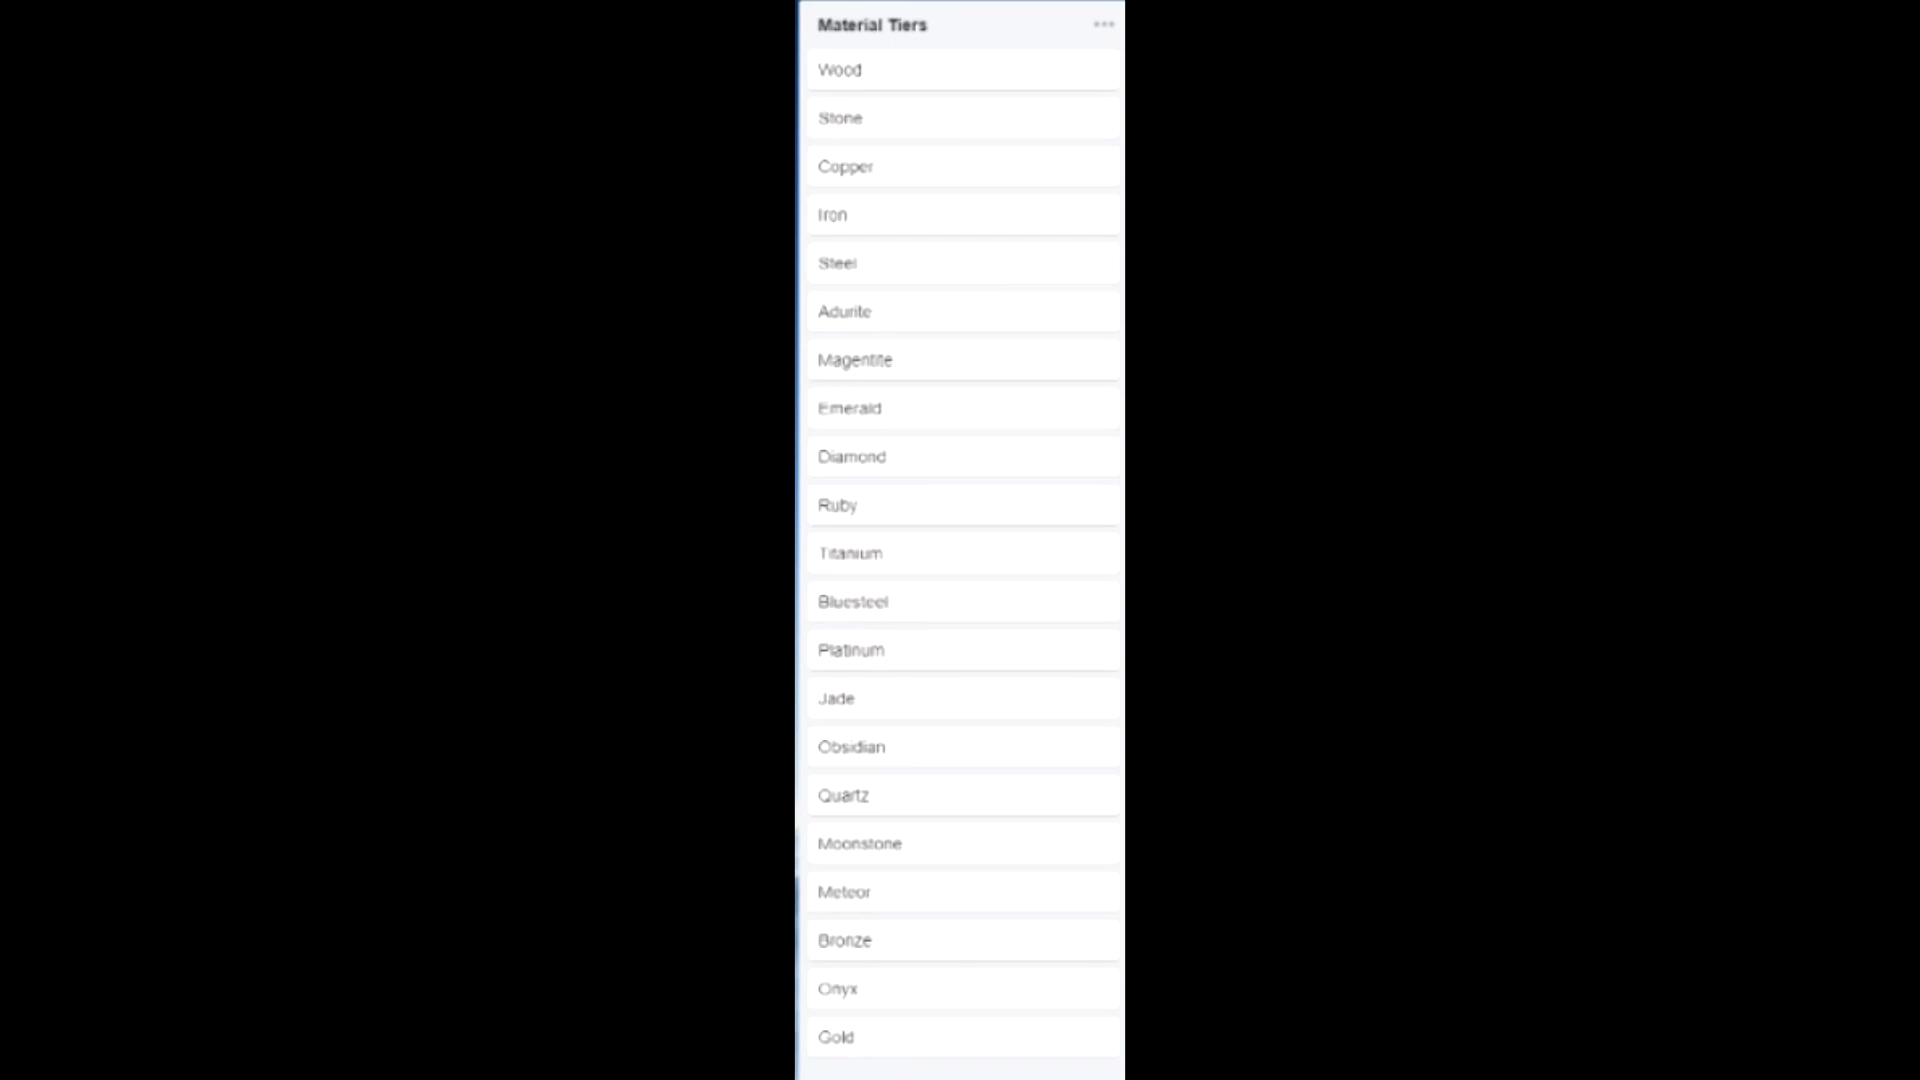 Material Tiers
Wood
Stone
Copper
Iron
Steel
Adurite
Magentite
Emerald
Diamond
Ruby
Titanium
Bluesteel
Platinum
Jade
Obsidian
Quartz
Moonstone
Meteor
Bronze
Onyx
Gold